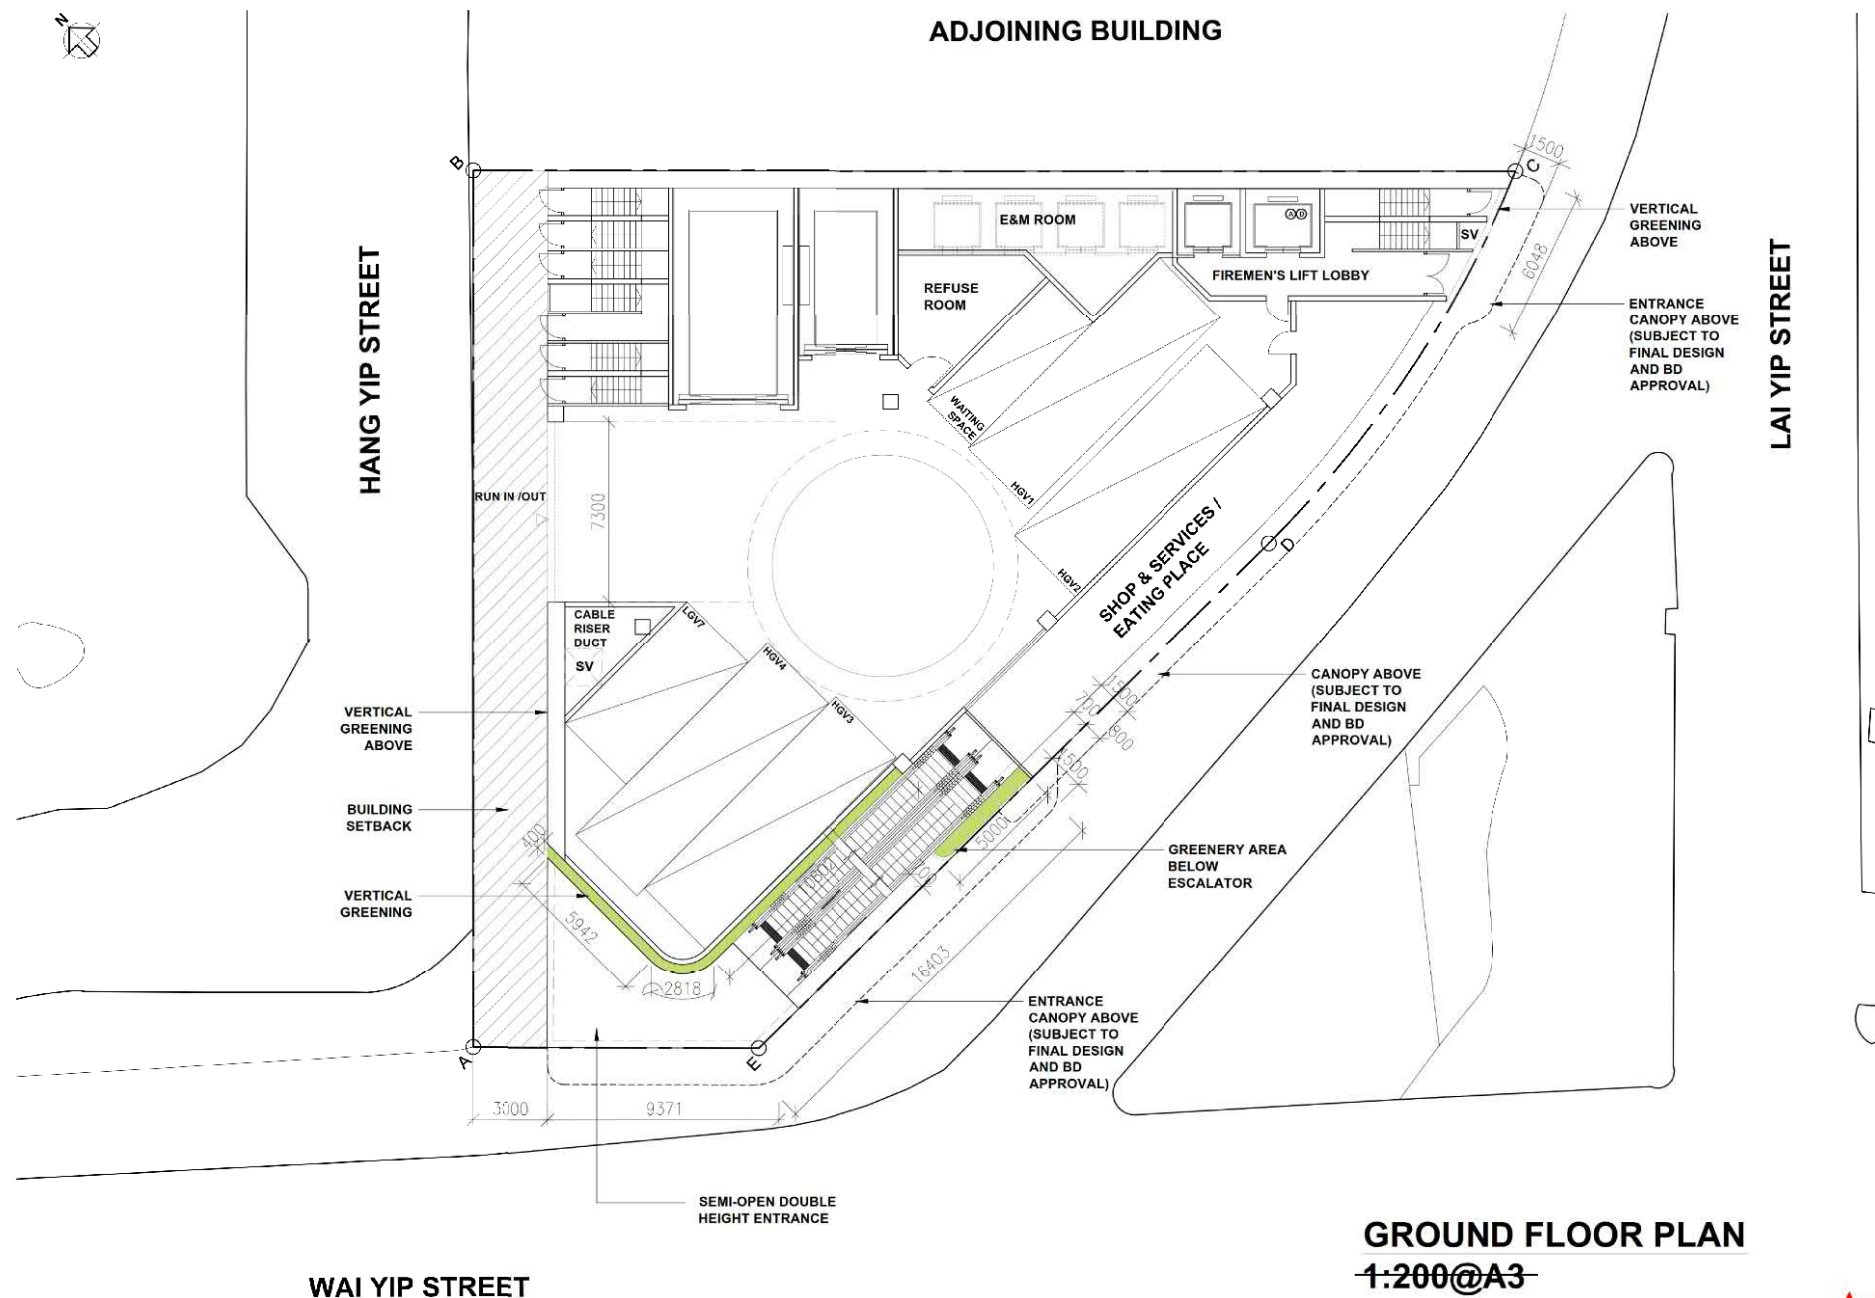 N
ADJOINING BUILDING
B
C
1500
6048
HANG YIP STREET
LAI YIP STREET
E&M ROOM
SV
VERTICAL
GREENING
ABOVE
FIREMEN'S LIFT LOBBY
REFUSE
ROOM
ENTRANCE
CANOPY ABOVE
(SUBJECT TO
FINAL DESIGN
AND BD
APPROVAL)
WAITING
SPACE
RUN IN /OUT
7300
HGV1
HGV2
SHOP & SERVICES /
EATING PLACE
D
CABLE
RISER
DUCT
SV
LGV7
HGV4
HGV3
CANOPY ABOVE
(SUBJECT TO
FINAL DESIGN
AND BD
APPROVAL)
1500
700
800
1500
VERTICAL
GREENING
ABOVE
BUILDING
SETBACK
400
5000
GREENERY AREA
BELOW
ESCALATOR
VERTICAL
GREENING
5942
2818
16403
ENTRANCE
CANOPY ABOVE
(SUBJECT TO
FINAL DESIGN
AND BD
APPROVAL)
A
E
3000
9371
SEMI-OPEN DOUBLE
HEIGHT ENTRANCE
GROUND FLOOR PLAN
1:200@A3
WAI YIP STREET